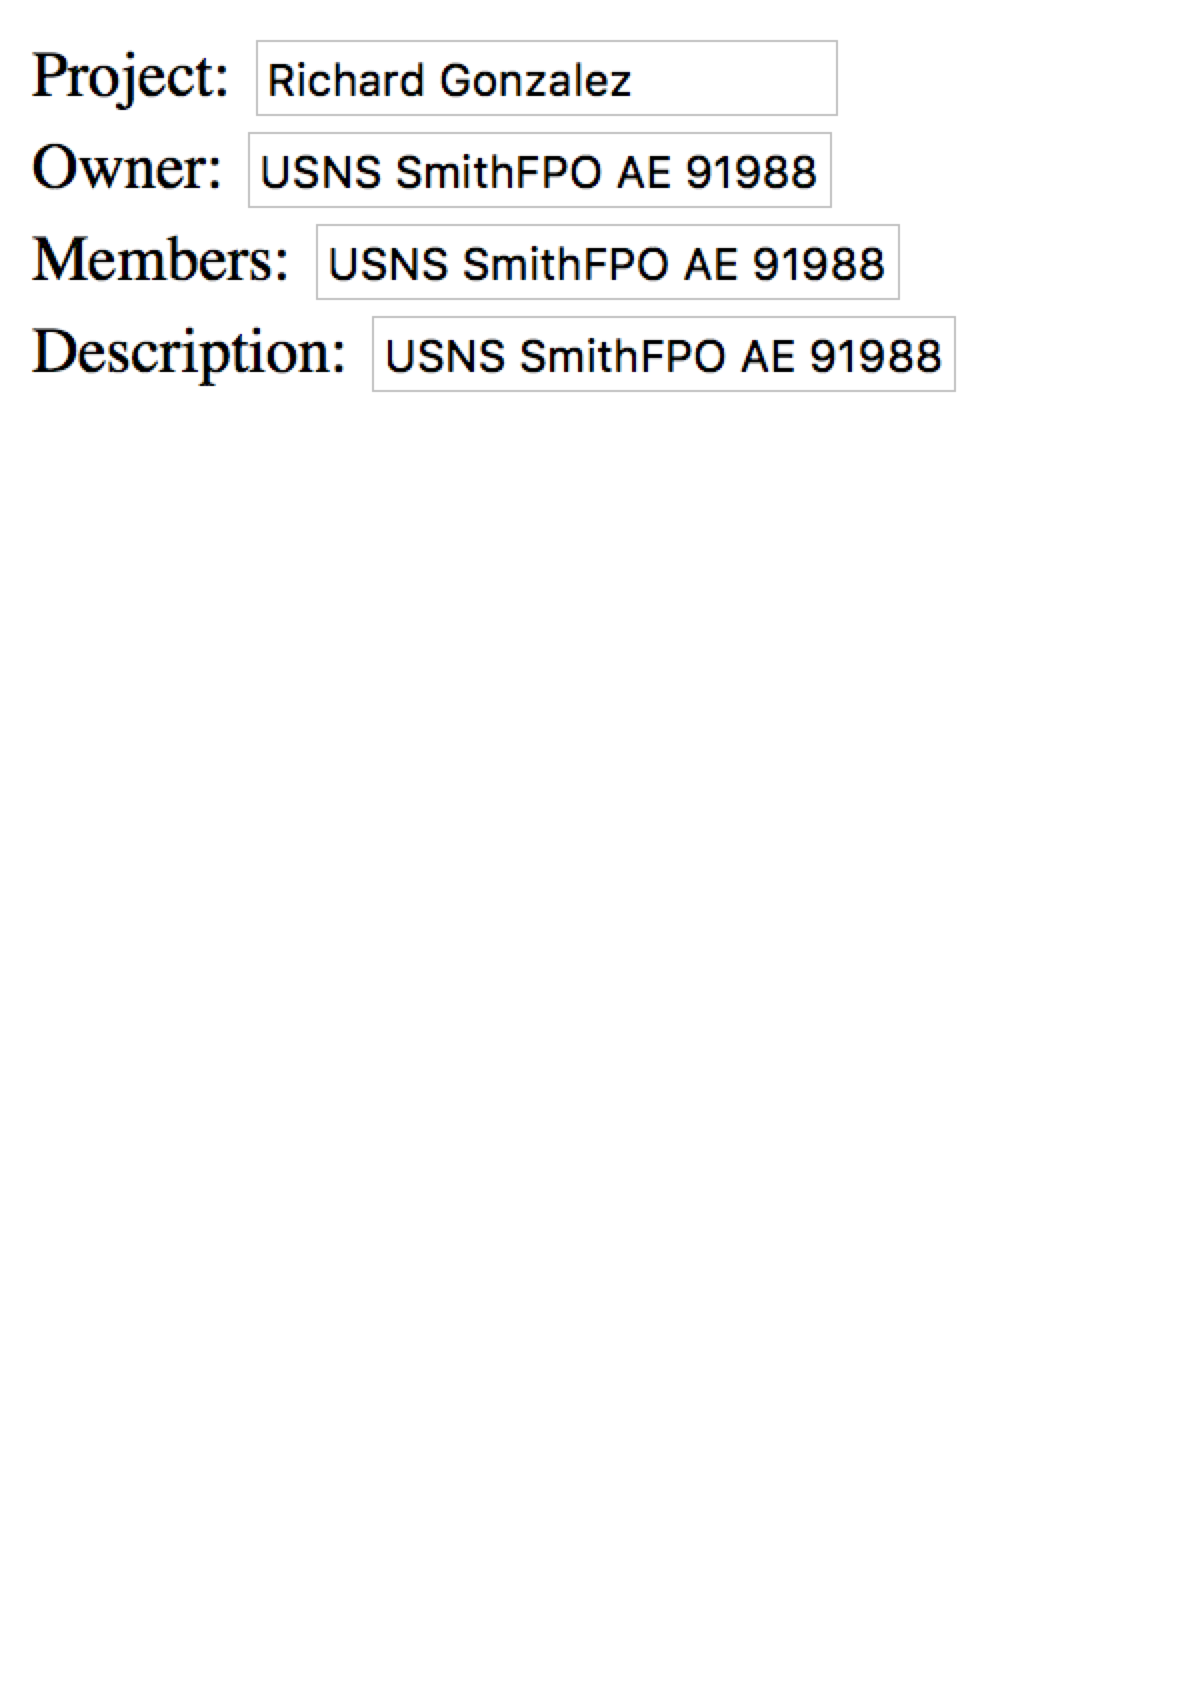 Project: Richard Gonzalez
Owner: USNS SmithFPO AE 91988
Members: USNS SmithFPO AE 91988
Description: USNS SmithFPO AE 91988